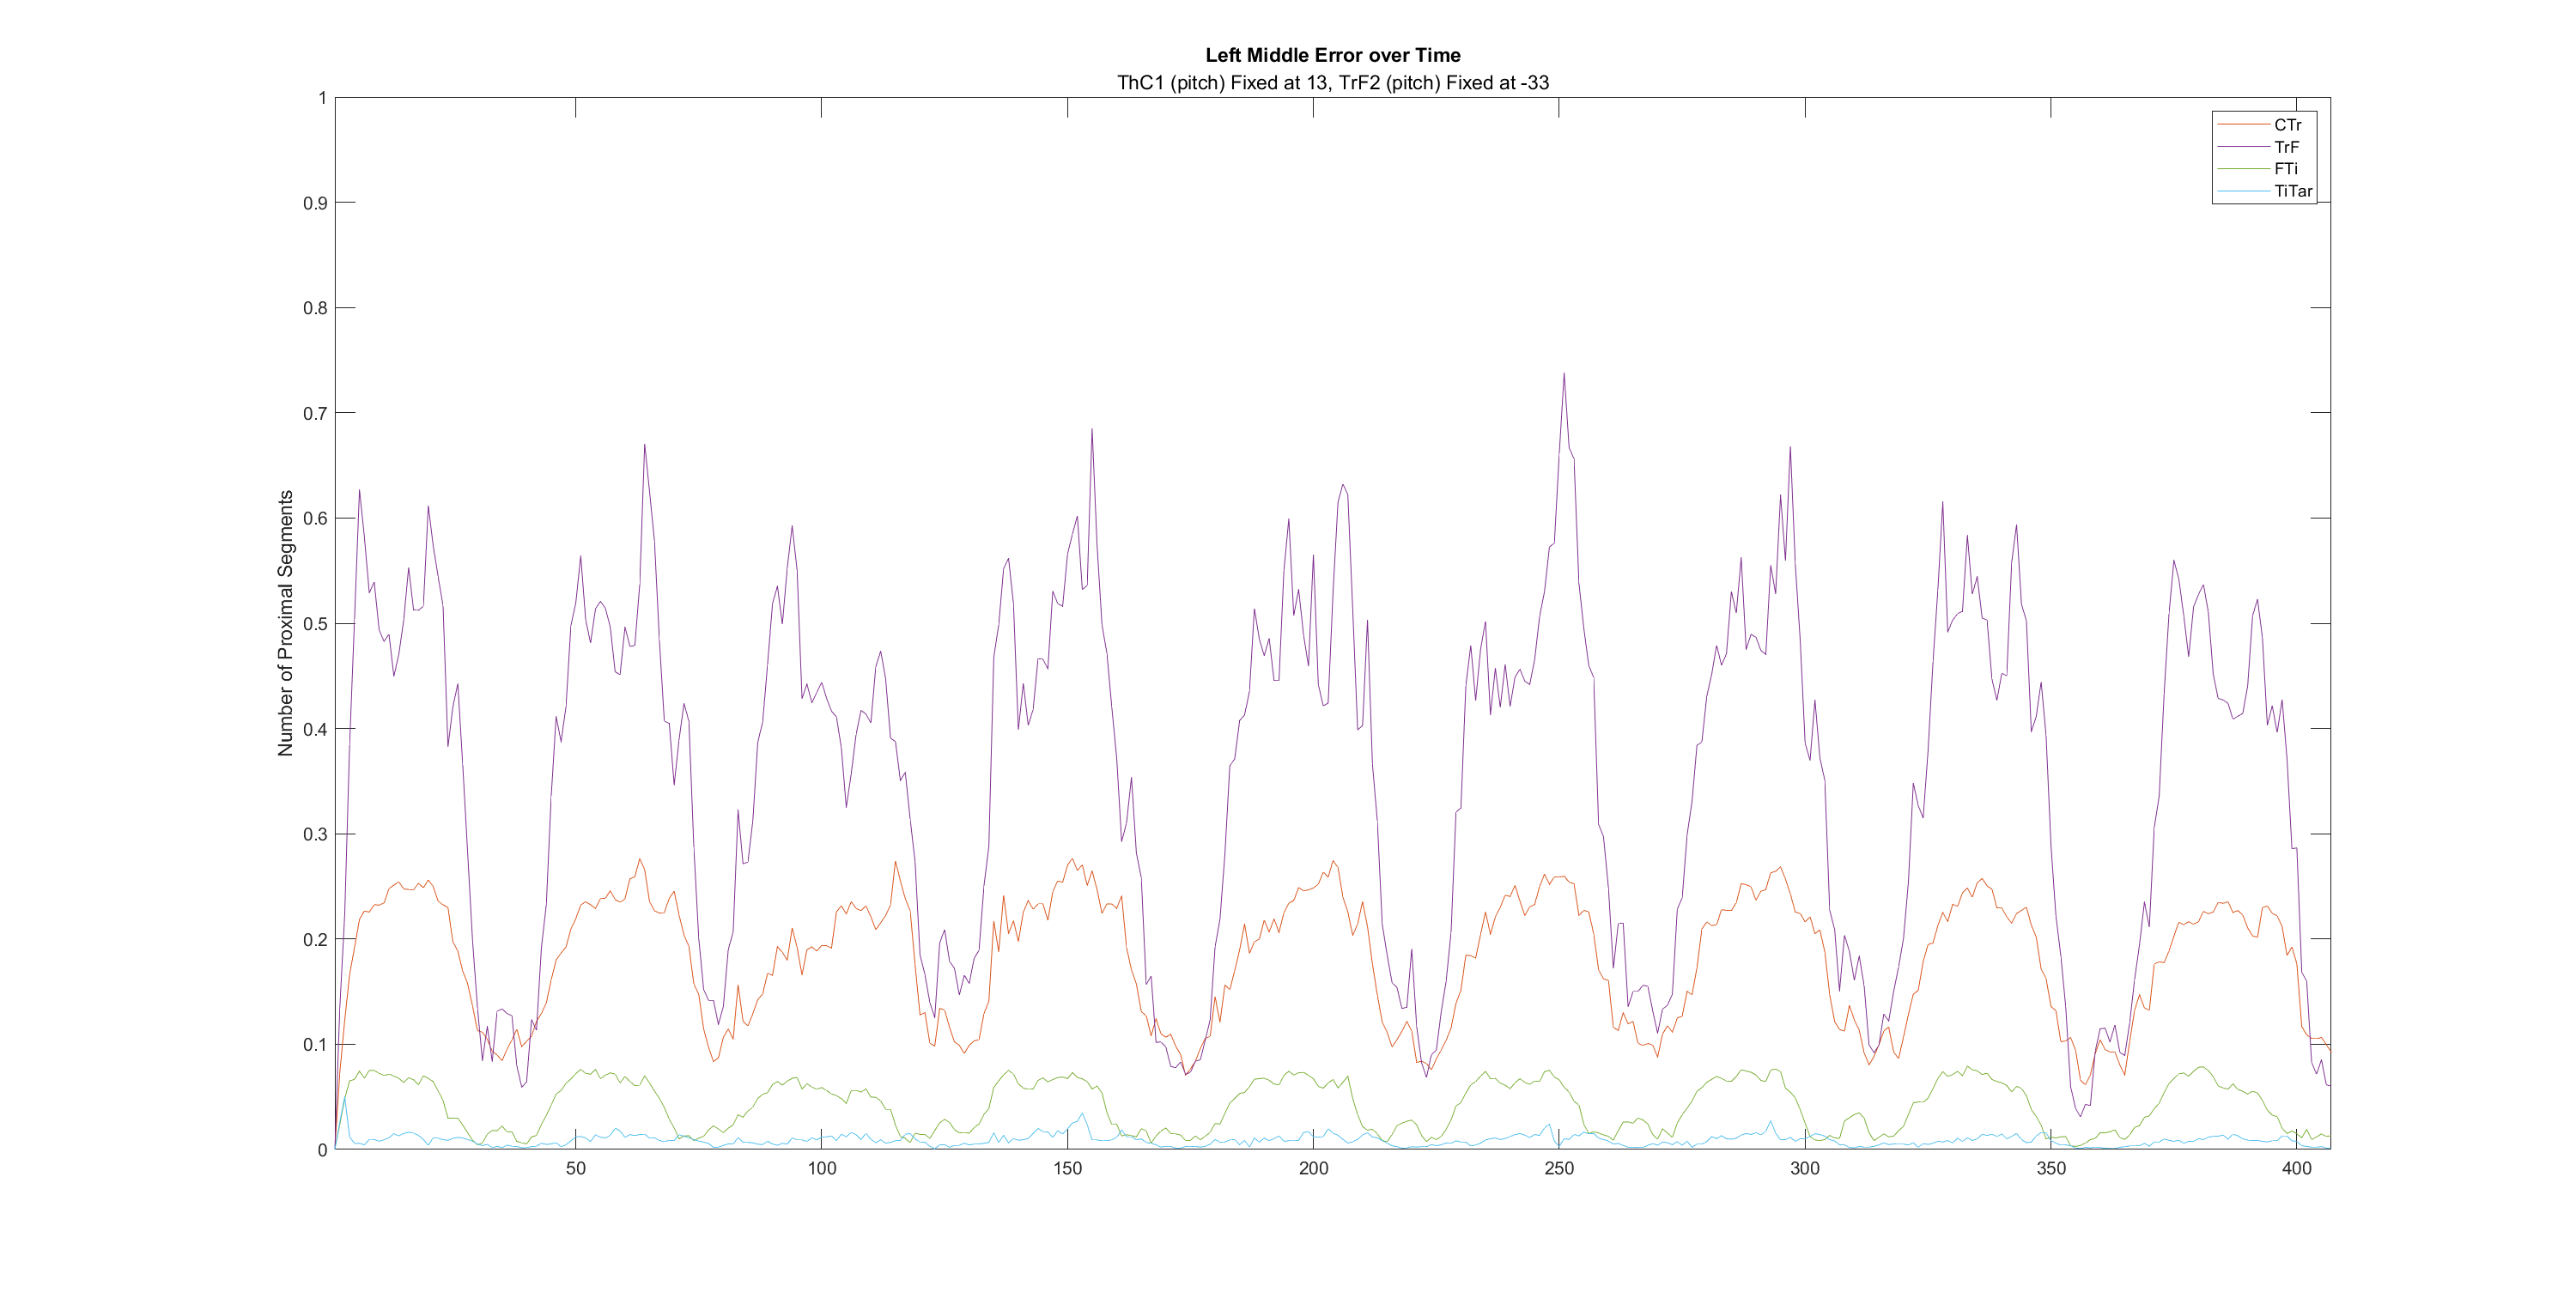 Left Middle Error over Time
ThC1 (pitch) Fixed at 13, TrF2 (pitch) Fixed at -33
1
0.9
0.8
0.7
0.6
0.5
0.4
0.3
0.2
0.1
0
Number of Proximal Segments
CTr
TrF
FTi
TiTar
50 100 150 200 250 300 350 400